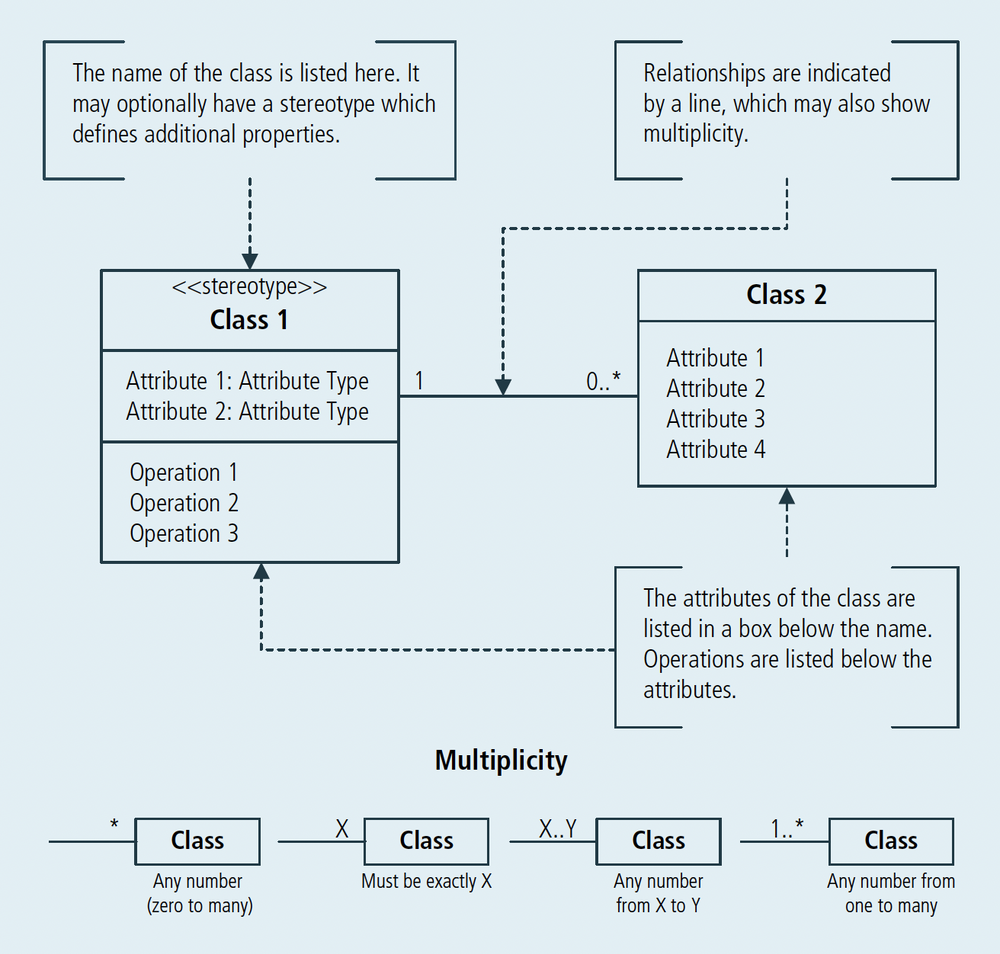 The name of the class is listed here. It
may optionally have a stereotype which
defines additional properties.
Relationships are indicated
by a line, which may also show
multiplicity.
<<stereotype>>
Class 1
Attribute 1: Attribute Type
Attribute 2: Attribute Type
Operation 1
Operation 2
Operation 3
1
0..*
Class 2
Attribute 1
Attribute 2
Attribute 3
Attribute 4
The attributes of the class are
listed in a box below the name.
Operations are listed below the
attributes.
Multiplicity
*
Class
Any number
(zero to many)
X
Class
Must be exactly X
X..Y
Class
Any number
from X to Y
1..*
Class
Any number from
one to many